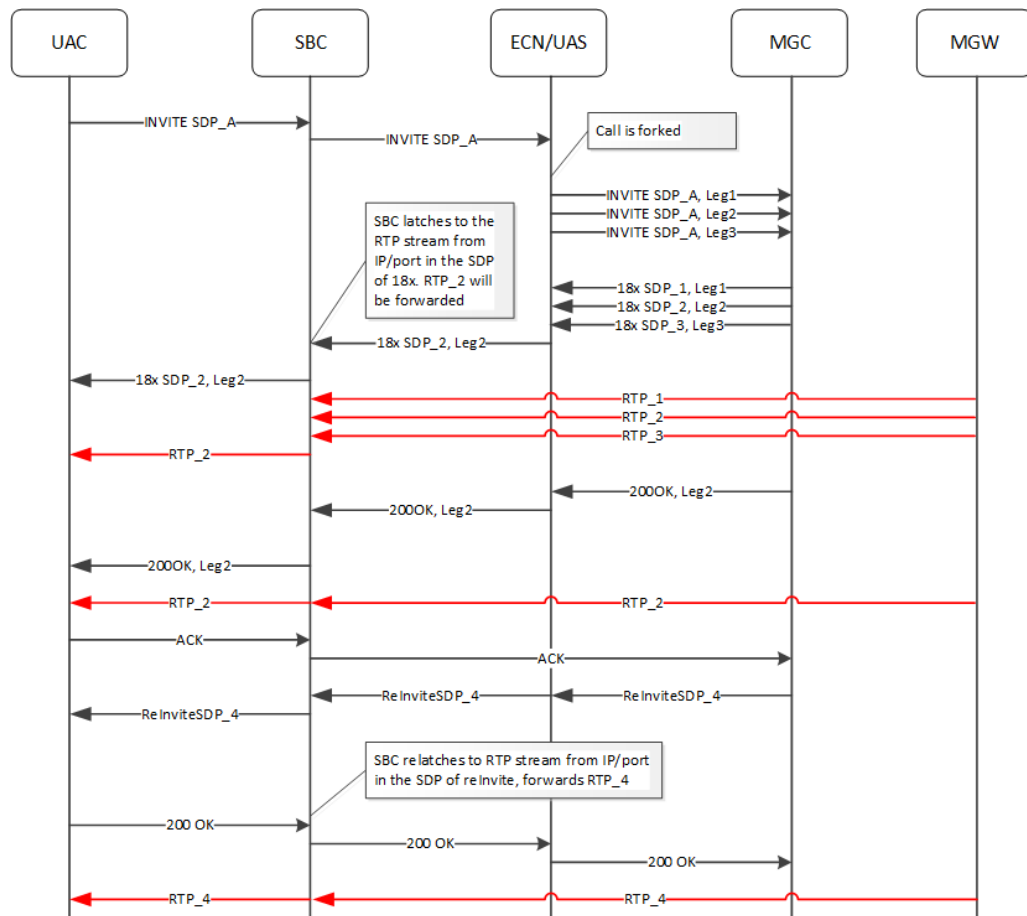 UAC
SBC
ECN/UAS
MGC
MGW
INVITE SDP_A
INVITE SDP_A
Call is forked
INVITE SDP_A, Leg1
INVITE SDP_A, Leg2
INVITE SDP_A, Leg3
SBC latches to the
RTP stream from
IP/port in the SDP
of 18x. RTP_2 will
be forwarded
18x SDP_1, Leg1
18x SDP_2, Leg2
18x SDP_3, Leg3
18x SDP_2, Leg2
18x SDP_2, Leg2
RTP_1
RTP_2
RTP_3
RTP_2
200OK, Leg2
200OK, Leg2
200OK, Leg2
RTP_2
RTP_2
ACK
ACK
ReInviteSDP_4
ReInviteSDP_4
ReInviteSDP_4
SBC relatches to RTP stream from IP/port
in the SDP of reInvite, forwards RTP_4
200 OK
200 OK
200 OK
RTP_4
RTP_4